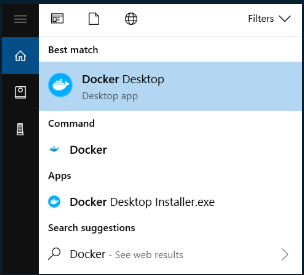 Filters
Best match
Docker Desktop
Desktop app
Command
Docker
Apps
Docker Desktop Installer.exe
Search suggestions
Docker - See web results